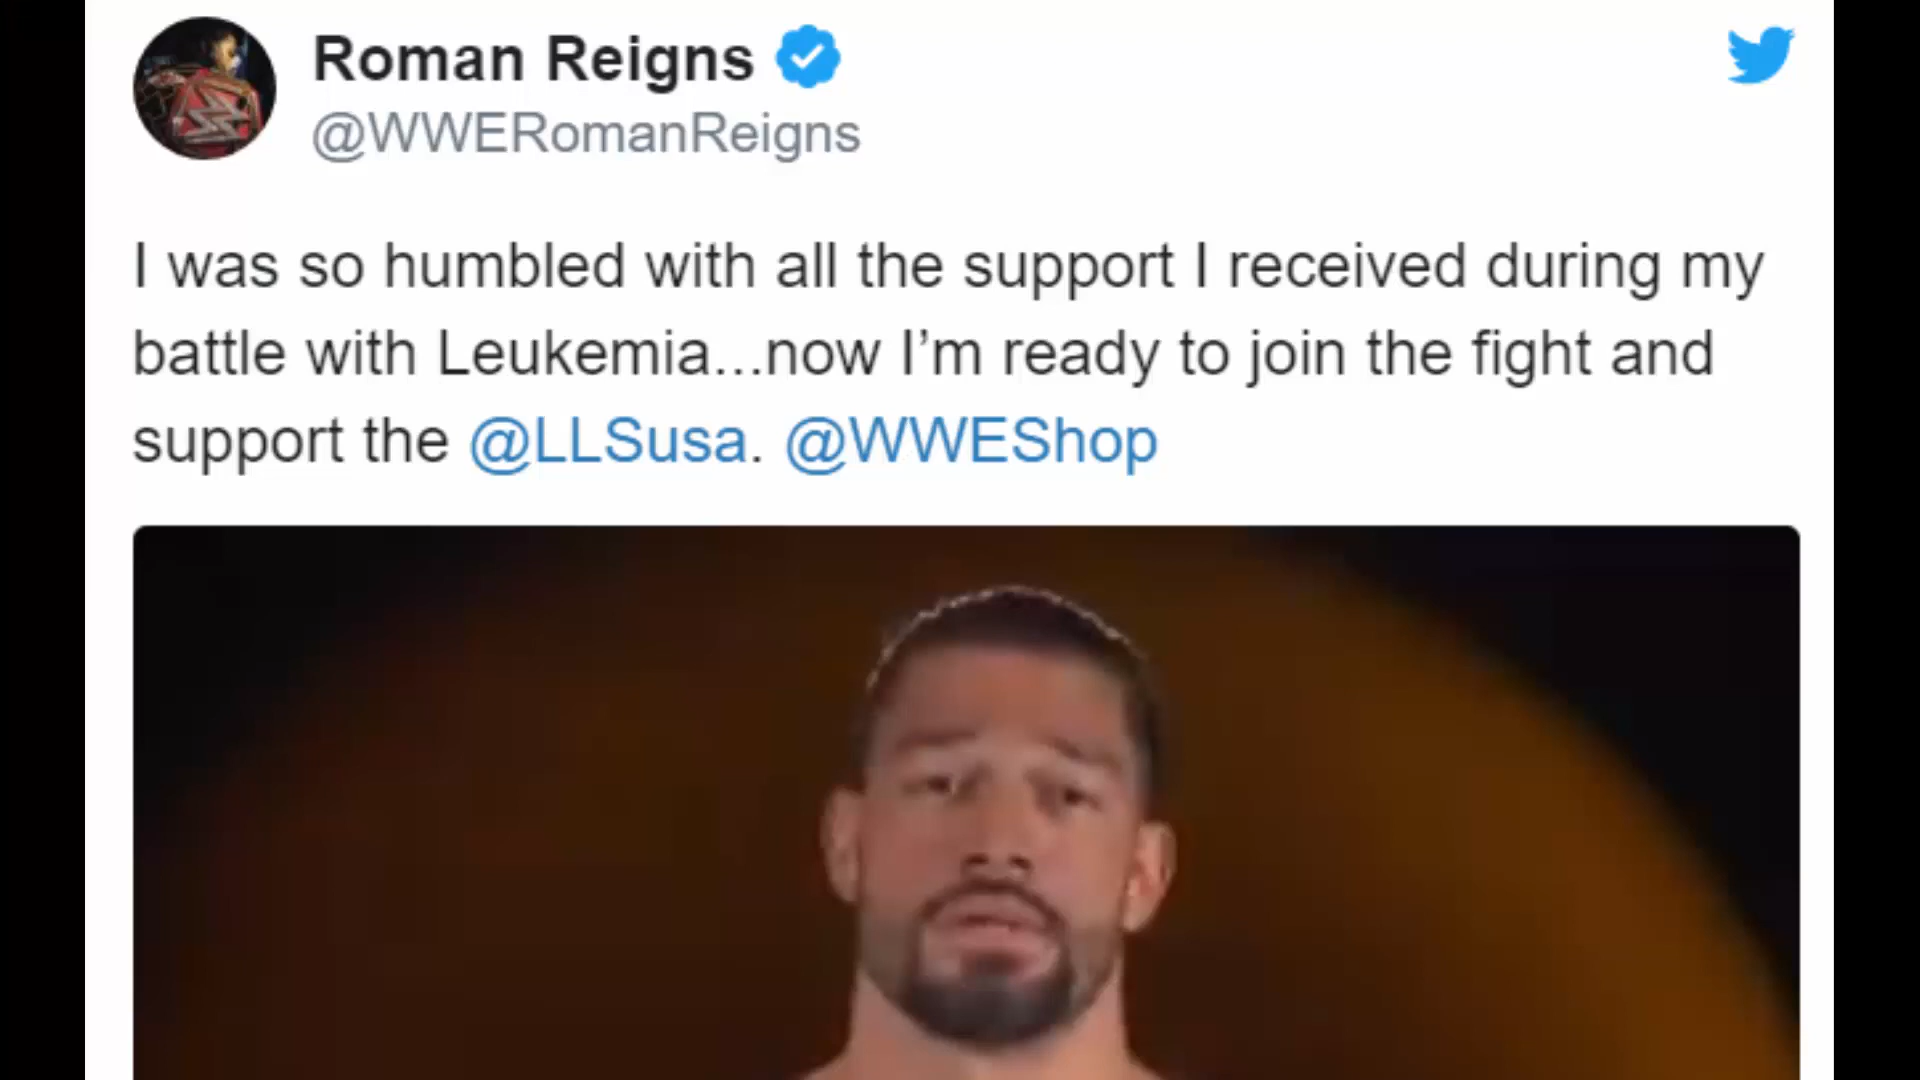 Roman Reigns
@WWERomanReigns
I was so humbled with all the support I received during my
battle with Leukemia...now I’m ready to join the fight and
support the @LLSusa. @WWEShop